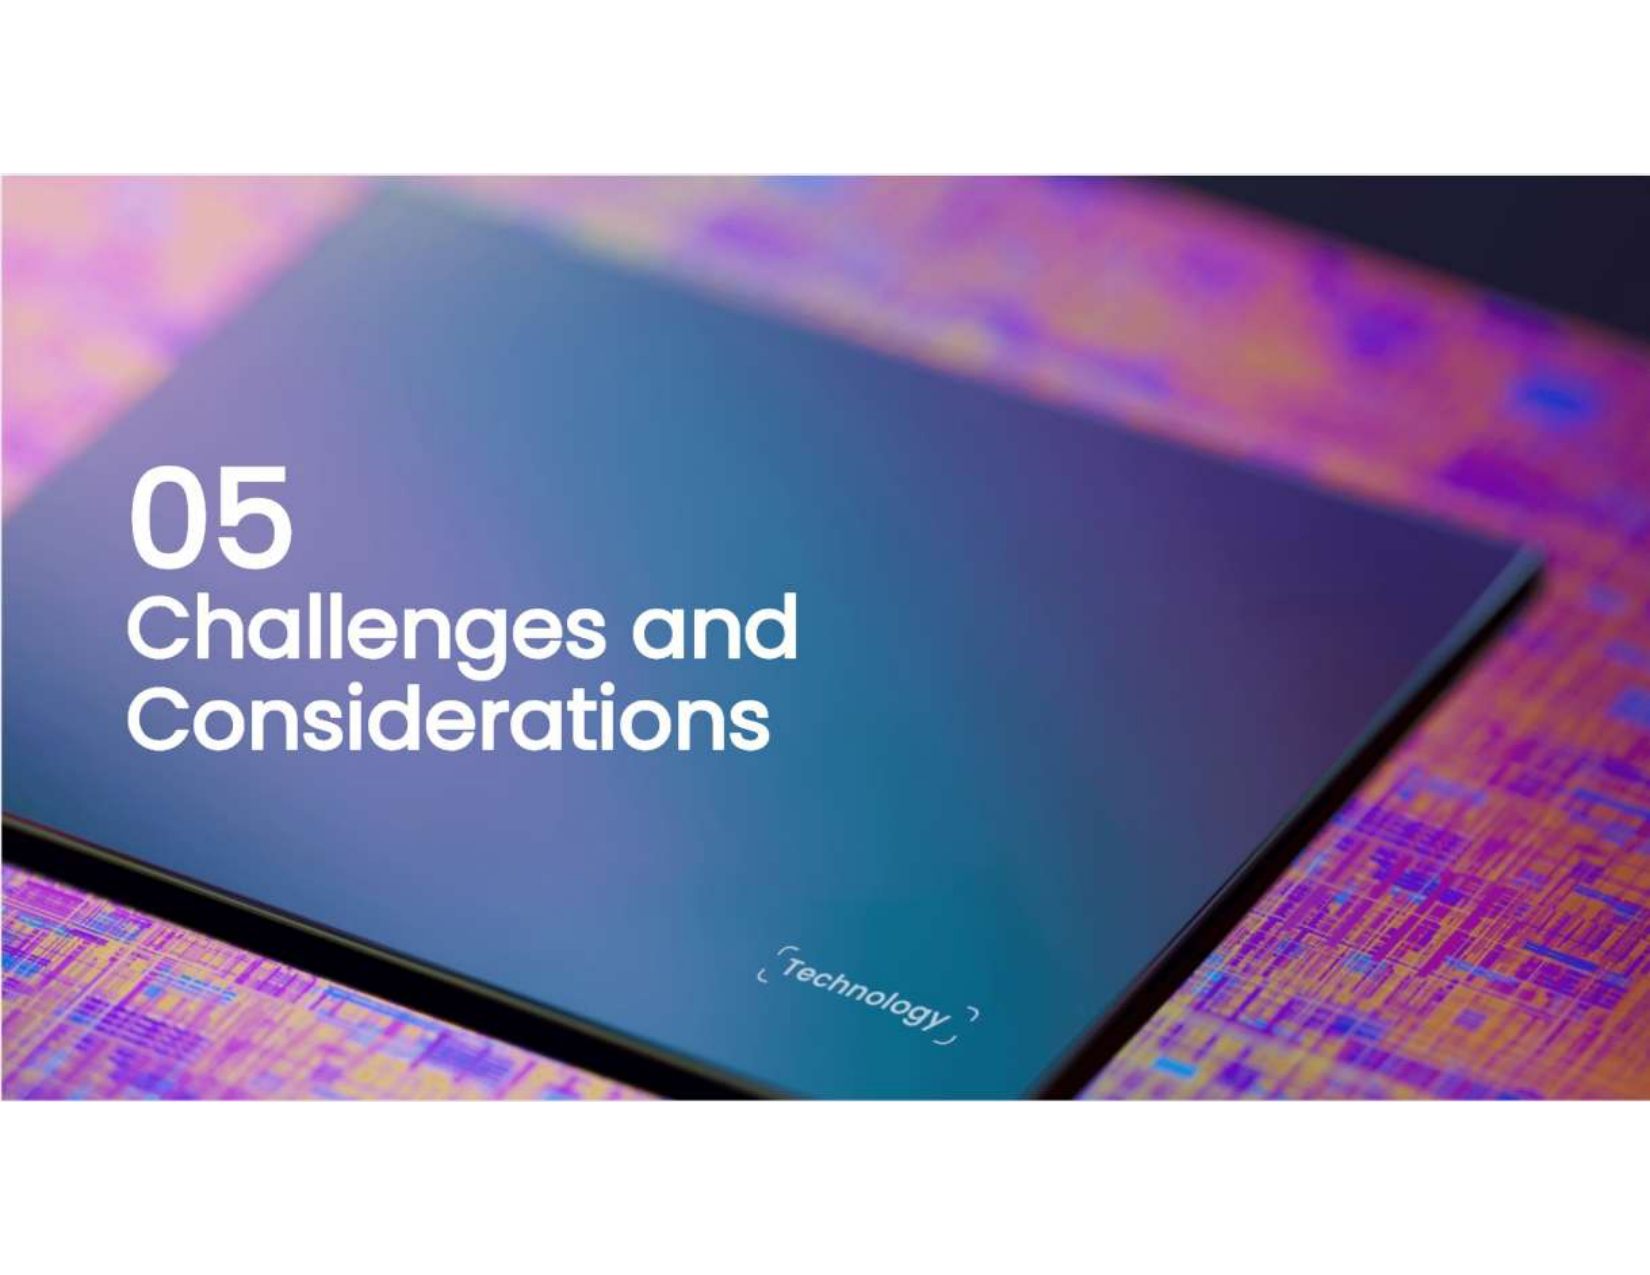 05
Challenges and
Considerations
Technology